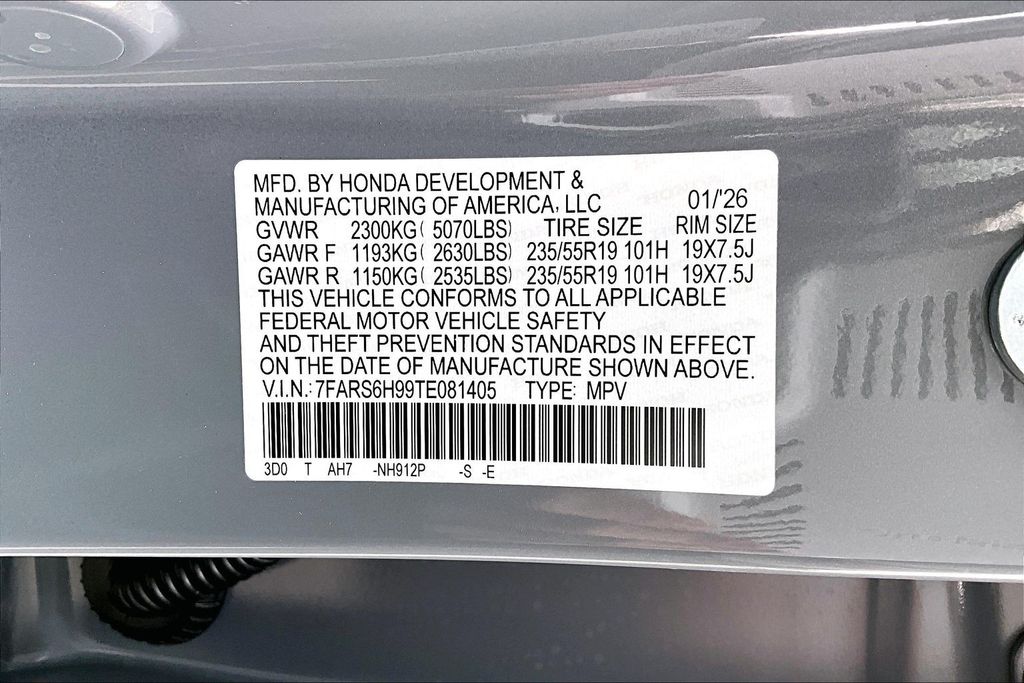 MFD. BY HONDA DEVELOPMENT &
MANUFACTURING OF AMERICA, LLC 01/'26
GVWR 2300KG( 5070LBS) TIRE SIZE RIM SIZE
GAWR F 1193KG( 2630LBS) 235/55R19 101H 19X7.5J
GAWR R 1150KG( 2535LBS) 235/55R19 101H 19X7.5J
THIS VEHICLE CONFORMS TO ALL APPLICABLE
FEDERAL MOTOR VEHICLE SAFETY
AND THEFT PREVENTION STANDARDS IN EFFECT
ON THE DATE OF MANUFACTURE SHOWN ABOVE.
V.I.N.: 7FARS6H99TE081405 TYPE: MPV
3D0 T AH7 -NH912P -S -E